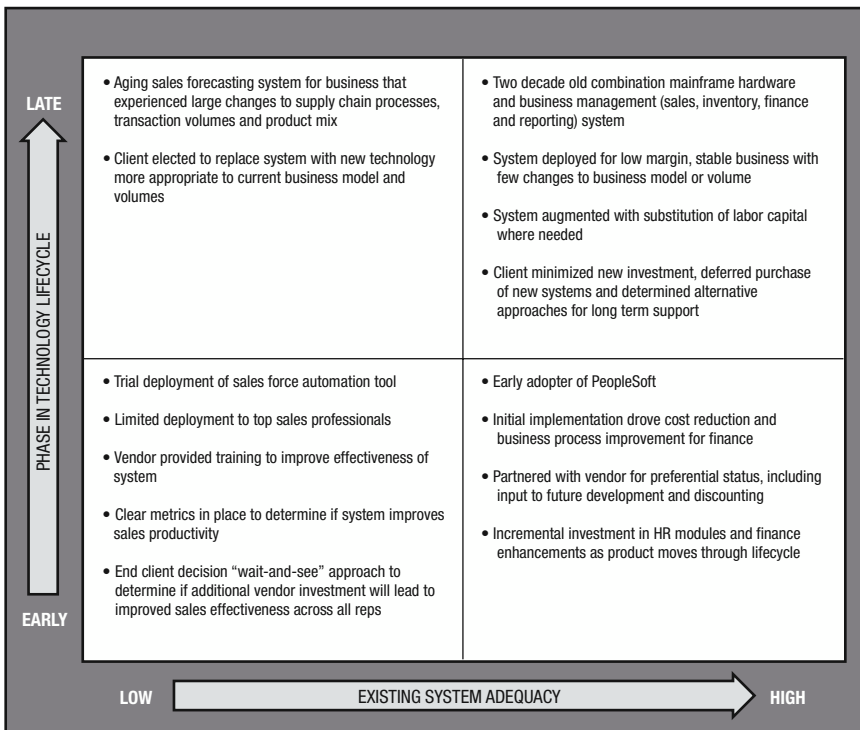 LATE
PHASE IN TECHNOLOGY LIFECYCLE
EARLY
• Aging sales forecasting system for business that
experienced large changes to supply chain processes,
transaction volumes and product mix
• Client elected to replace system with new technology
more appropriate to current business model and
volumes
• Two decade old combination mainframe hardware
and business management (sales, inventory, finance
and reporting) system
• System deployed for low margin, stable business with
few changes to business model or volume
• System augmented with substitution of labor capital
where needed
• Client minimized new investment, deferred purchase
of new systems and determined alternative
approaches for long term support
• Trial deployment of sales force automation tool
• Limited deployment to top sales professionals
• Vendor provided training to improve effectiveness of
system
• Clear metrics in place to determine if system improves
sales productivity
• End client decision “wait-and-see” approach to
determine if additional vendor investment will lead to
improved sales effectiveness across all reps
• Early adopter of PeopleSoft
• Initial implementation drove cost reduction and
business process improvement for finance
• Partnered with vendor for preferential status, including
input to future development and discounting
• Incremental investment in HR modules and finance
enhancements as product moves through lifecycle
LOW
EXISTING SYSTEM ADEQUACY
HIGH